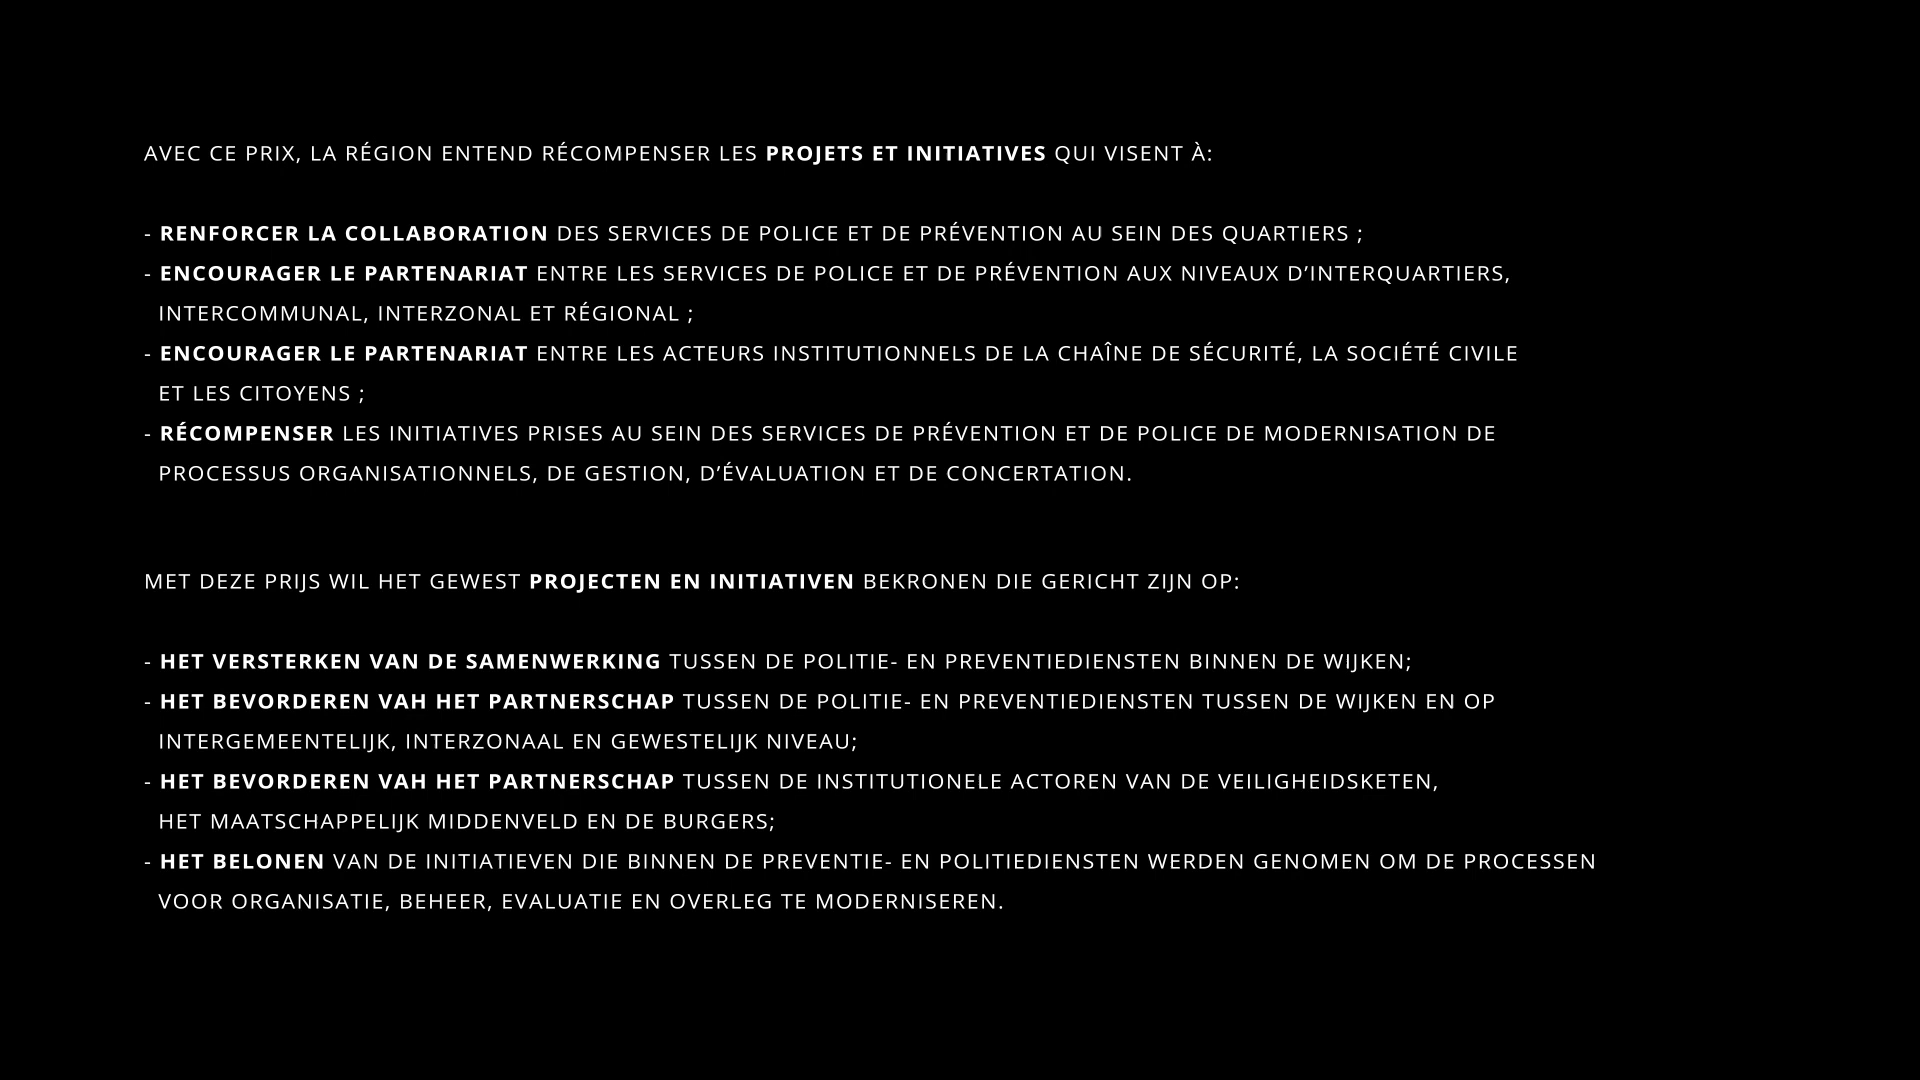 AVEC CE PRIX, LA RÉGION ENTEND RÉCOMPENSER LES PROJETS ET INITIATIVES QUI VISENT À:
- RENFORCER LA COLLABORATION DES SERVICES DE POLICE ET DE PRÉVENTION AU SEIN DES QUARTIERS ;
- ENCOURAGER LE PARTENARIAT ENTRE LES SERVICES DE POLICE ET DE PRÉVENTION AUX NIVEAUX D’INTERQUARTIERS,
INTERCOMMUNAL, INTERZONAL ET RÉGIONAL ;
- ENCOURAGER LE PARTENARIAT ENTRE LES ACTEURS INSTITUTIONNELS DE LA CHAÎNE DE SÉCURITÉ, LA SOCIÉTÉ CIVILE
ET LES CITOYENS ;
- RÉCOMPENSER LES INITIATIVES PRISES AU SEIN DES SERVICES DE PRÉVENTION ET DE POLICE DE MODERNISATION DE
PROCESSUS ORGANISATIONNELS, DE GESTION, D’ÉVALUATION ET DE CONCERTATION.
MET DEZE PRIJS WIL HET GEWEST PROJECTEN EN INITIATIVEN BEKRONEN DIE GERICHT ZIJN OP:
- HET VERSTERKEN VAN DE SAMENWERKING TUSSEN DE POLITIE- EN PREVENTIEDIENSTEN BINNEN DE WIJKEN;
- HET BEVORDEREN VAH HET PARTNERSCHAP TUSSEN DE POLITIE- EN PREVENTIEDIENSTEN TUSSEN DE WIJKEN EN OP
INTERGEMEENTELIJK, INTERZONAAL EN GEWESTELIJK NIVEAU;
- HET BEVORDEREN VAH HET PARTNERSCHAP TUSSEN DE INSTITUTIONELE ACTOREN VAN DE VEILIGHEIDSKETEN,
HET MAATSCHAPPELIJK MIDDENVELD EN DE BURGERS;
- HET BELONEN VAN DE INITIATIEVEN DIE BINNEN DE PREVENTIE- EN POLITIEDIENSTEN WERDEN GENOMEN OM DE PROCESSEN
VOOR ORGANISATIE, BEHEER, EVALUATIE EN OVERLEG TE MODERNISEREN.